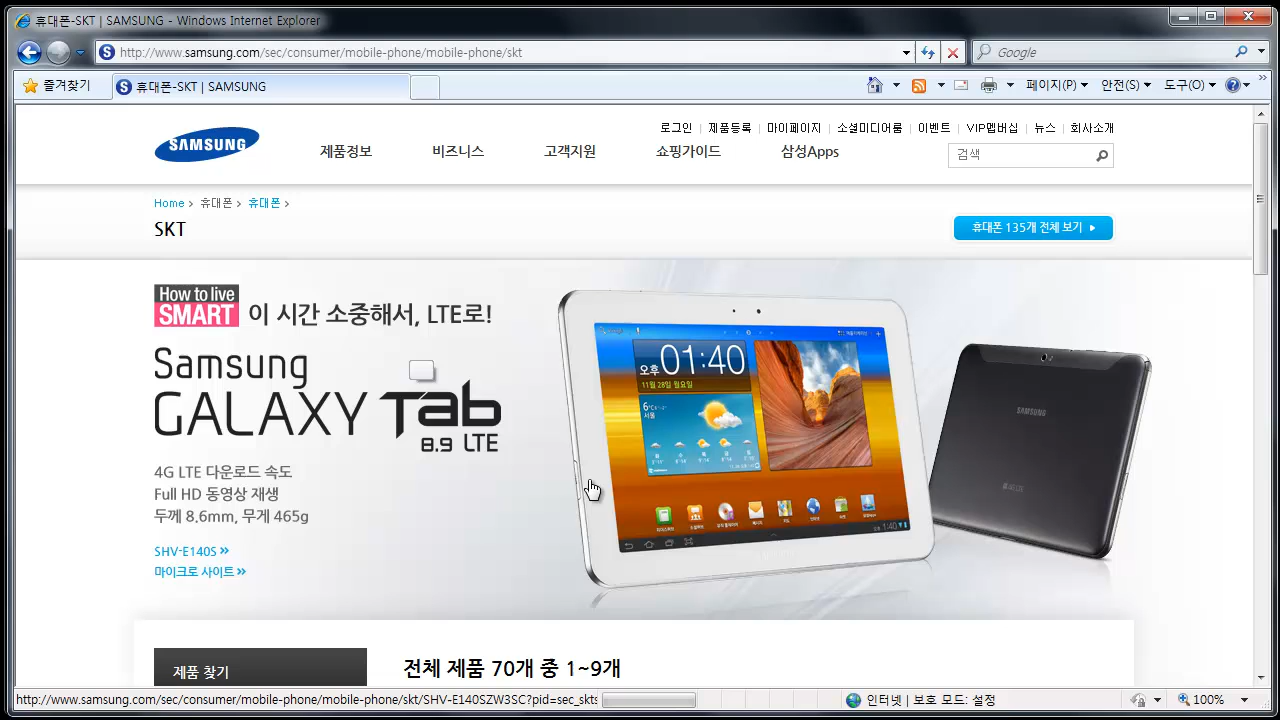 휴대폰-SKT | SAMSUNG - Windows Internet Explorer
http://www.samsung.com/sec/consumer/mobile-phone/mobile-phone/skt
Google
즐겨찾기
휴대폰-SKT | SAMSUNG
페이지(P)
안전(S)
도구(O)
로그인 | 제품등록 | 마이페이지 | 소셜미디어룸 | 이벤트 | VIP멤버십 | 뉴스 | 회사소개
SAMSUNG
제품정보
비즈니스
고객지원
쇼핑가이드
삼성Apps
검색
Home > 휴대폰 > 휴대폰 >
SKT
휴대폰 135개 전체 보기
How to live
SMART
이 시간 소중해서, LTE로!
Samsung
GALAXY Tab
8.9 LTE
4G LTE 다운로드 속도
Full HD 동영상 재생
두께 8.6mm, 무게 465g
SHV-E140S
마이크로 사이트
오후 01:40
11월 28일 월요일
6°
서울
1:40
SAMSUNG
제품 찾기
전체 제품 70개 중 1~9개
http://www.samsung.com/sec/consumer/mobile-phone/mobile-phone/skt/SHV-E140SZW3SC?pid=sec_skts
인터넷 | 보호 모드: 설정
100%